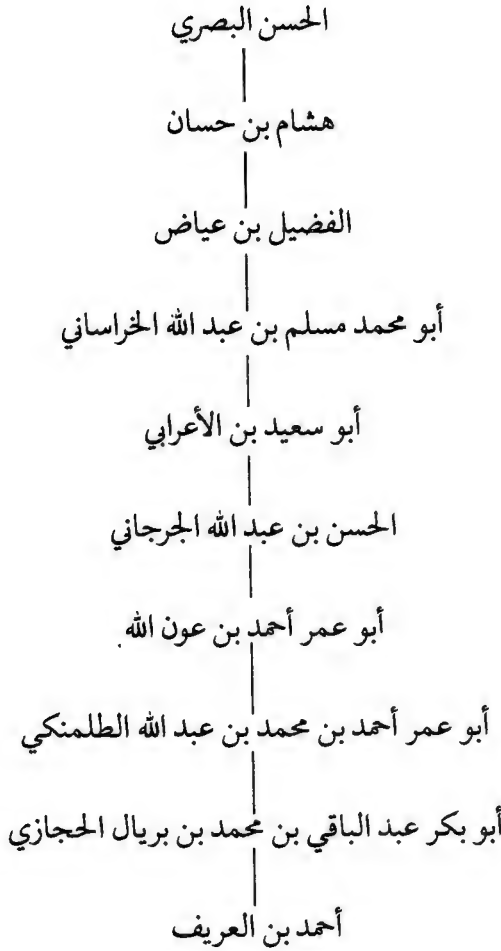 الحسن البصري
هشام بن حسان
الفضيل بن عياض
أبو محمد مسلم بن عبد الله الخراساني
أبو سعيد بن الأعرابي
الحسن بن عبد الله الجرجاني
أبو عمر أحمد بن عون الله
أبو عمر أحمد بن محمد بن عبد الله الطلمنكي
أبو بكر عبد الباقي بن محمد بن بريال الحجازي
أحمد بن العريف